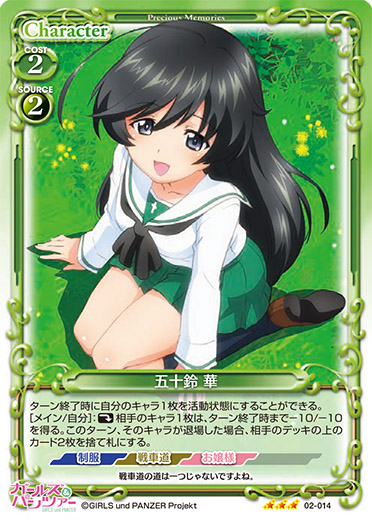 Precious Memories
Character
COST
2
SOURCE
2
五十鈴 華
ターン終了時に自分のキャラ1枚を活動状態にすることができる。
[メイン/自分]:相手のキャラ1枚は、ターン終了時まで-10/-10
を得る。このターン、そのキャラが退場した場合、相手のデッキの上の
カード2枚を捨て札にする。
制服 戦車道 お嬢様
戦車道の道は一つじゃないですよね。
ガールズ&パンツァー
GIRLS und PANZER
©GIRLS und PANZER Projekt ★★★ 02-014